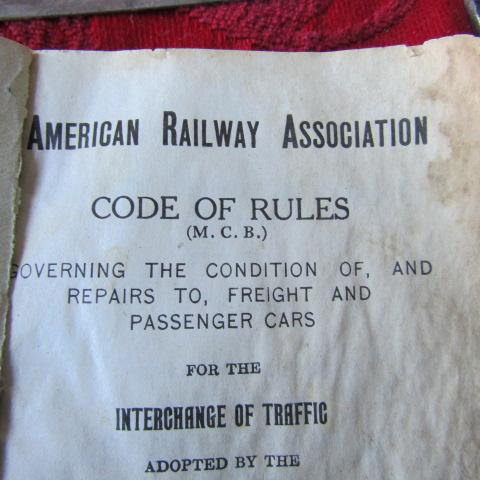 AMERICAN RAILWAY ASSOCIATION
CODE OF RULES
(M. C. B.)
GOVERNING THE CONDITION OF, AND
REPAIRS TO, FREIGHT AND
PASSENGER CARS
FOR THE
INTERCHANGE OF TRAFFIC
ADOPTED BY THE